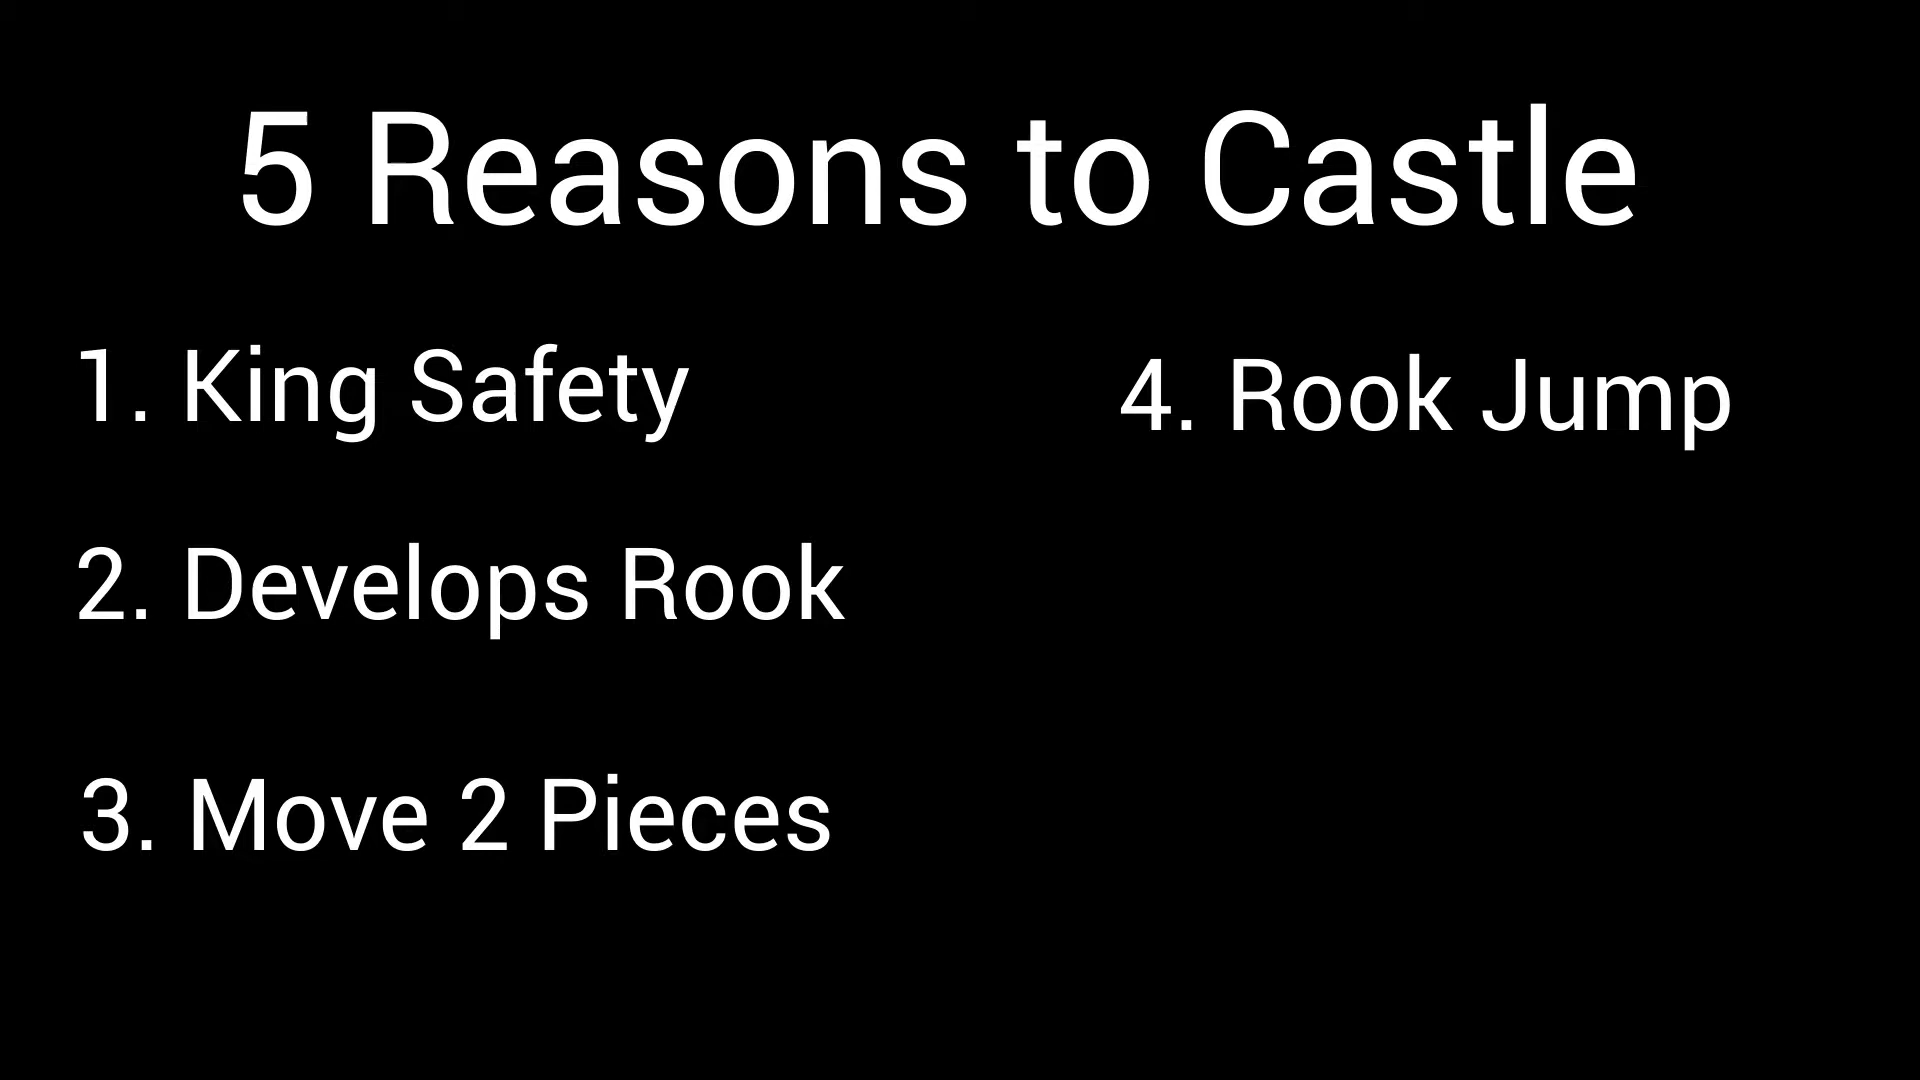 5 Reasons to Castle
1. King Safety
2. Develops Rook
3. Move 2 Pieces
4. Rook Jump